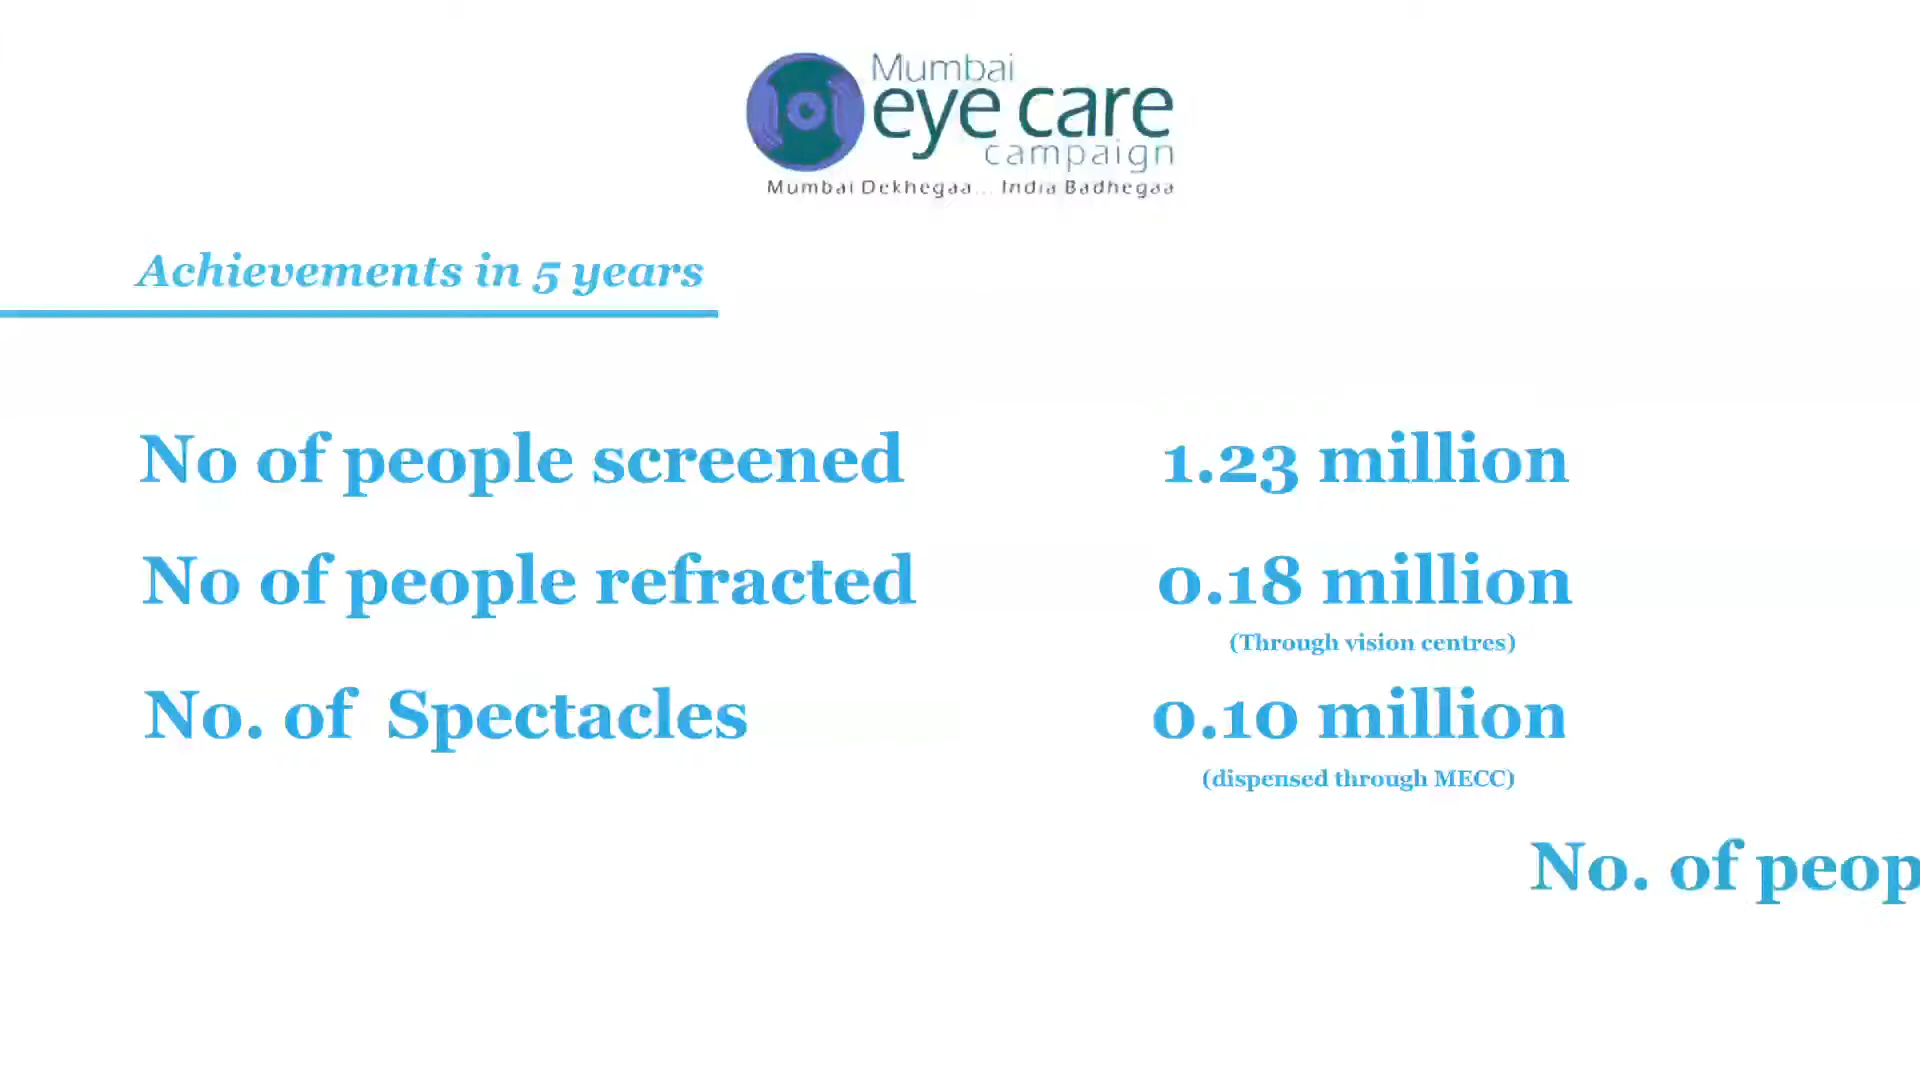 Mumbai
eye care
campaign
Mumbai Dekhegaa... India Badhegaa
Achievements in 5 years
No of people screened 1.23 million
No of people refracted 0.18 million
(Through vision centres)
No. of Spectacles 0.10 million
(dispensed through MECC)
No. of peop